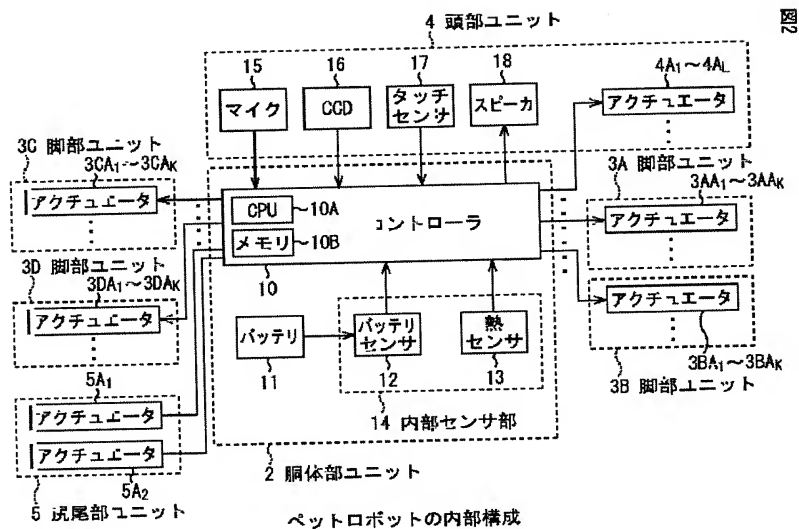 図2
4 頭部ユニット
15
16
17
18
4A1~4AL
マイク
CCD
タッチ
センサ
スピーカ
アクチュエータ
3C 脚部ユニット
3CA1~3CAK
アクチュエータ
3A 脚部ユニット
3AA1~3AAK
アクチュエータ
CPU
10A
コントローラ
メモリ
10B
10
3D 脚部ユニット
3DA1~3DAK
アクチュエータ
アクチュエータ
3BA1~3BAK
3B 脚部ユニット
バッテリ
11
バッテリ
センサ
12
熱
センサ
13
14 内部センサ部
5A1
アクチュエータ
アクチュエータ
5A2
5 尾部ユニット
2 胴体部ユニット
ペットロボットの内部構成